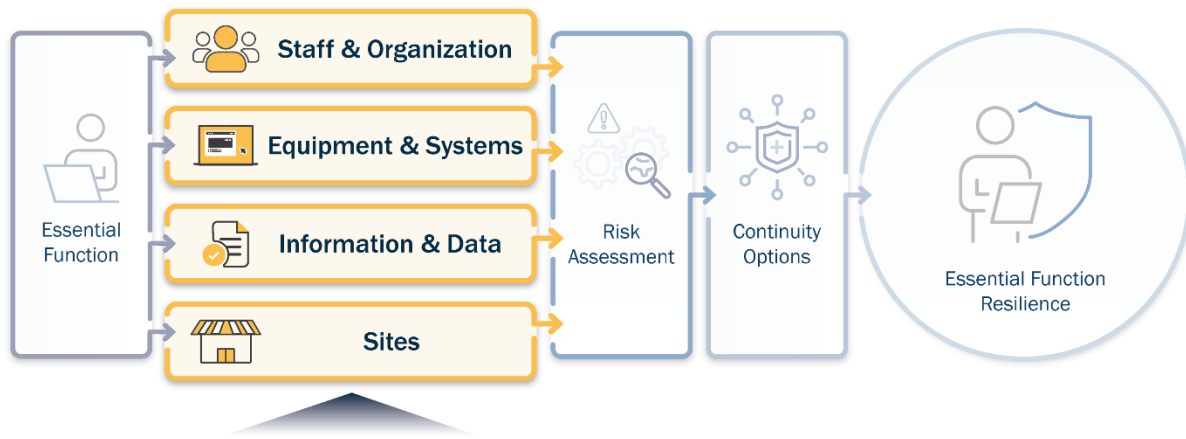 Essential
Function
Staff & Organization
Equipment & Systems
Information & Data
Sites
Risk
Assessment
Continuity
Options
Essential Function
Resilience